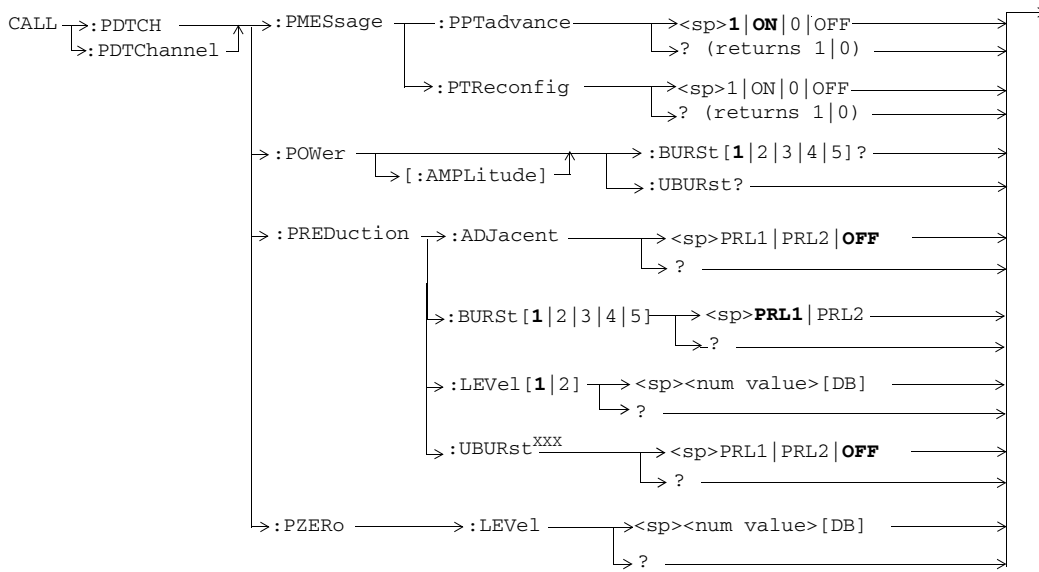 CALL :PDTCH :PMESsage :PPTadvance <sp>1|ON|0|OFF
:PDTChannel ? (returns 1|0)
:PTReconfig <sp>1|ON|0|OFF
? (returns 1|0)
:POWer :BURSt[1|2|3|4|5]?
[:AMPLitude] :UBURst?
:PREDuction :ADJacent <sp>PRL1|PRL2|OFF
?
:BURSt[1|2|3|4|5] <sp>PRL1|PRL2
?
:LEVel[1|2] <sp><num value>[DB]
?
:UBURstXXX <sp>PRL1|PRL2|OFF
?
:PZERo :LEVel <sp><num value>[DB]
?